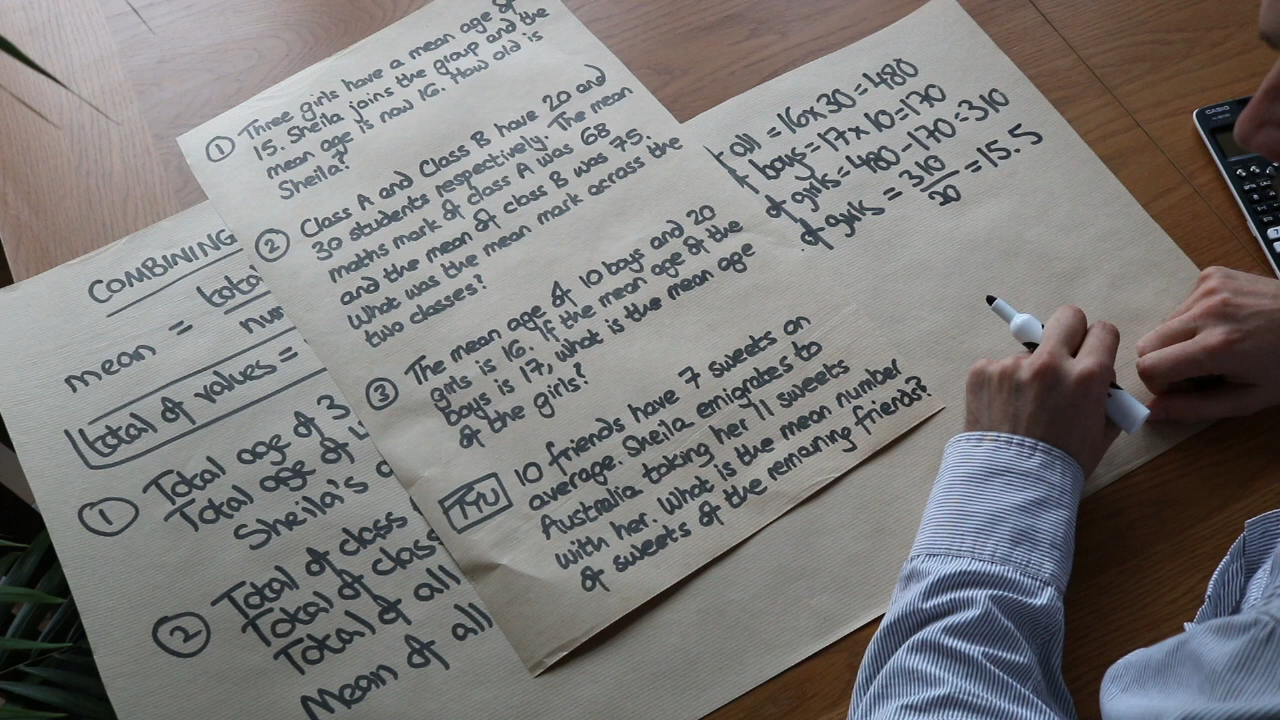 ① Three girls have a mean age of
15. Sheila joins the group and the
mean age is now 16. How old is
Sheila?
② Class A and Class B have 20 and
30 students respectively. The mean
maths mark of class A was 68
and the mean of class B was 75.
What was the mean mark across the
two classes?
③ The mean age of 10 boys and 20
girls is 16. If the mean age of the
boys is 17, what is the mean age
of the girls?
TYU 10 friends have 7 sweets on
average. Sheila emigrates to
Australia taking her 11 sweets
with her. What is the mean number
of sweets of the remaining friends?
COMBINING
mean =
total of values =
① Total age of 3
Total age of
Sheila's
② Total of class
Total of class
Total of all
Mean of all
all = 16x30 = 480
boys = 17x10 = 170
of girls = 480-170 = 310
of girls = 310/20 = 15.5
CASIO